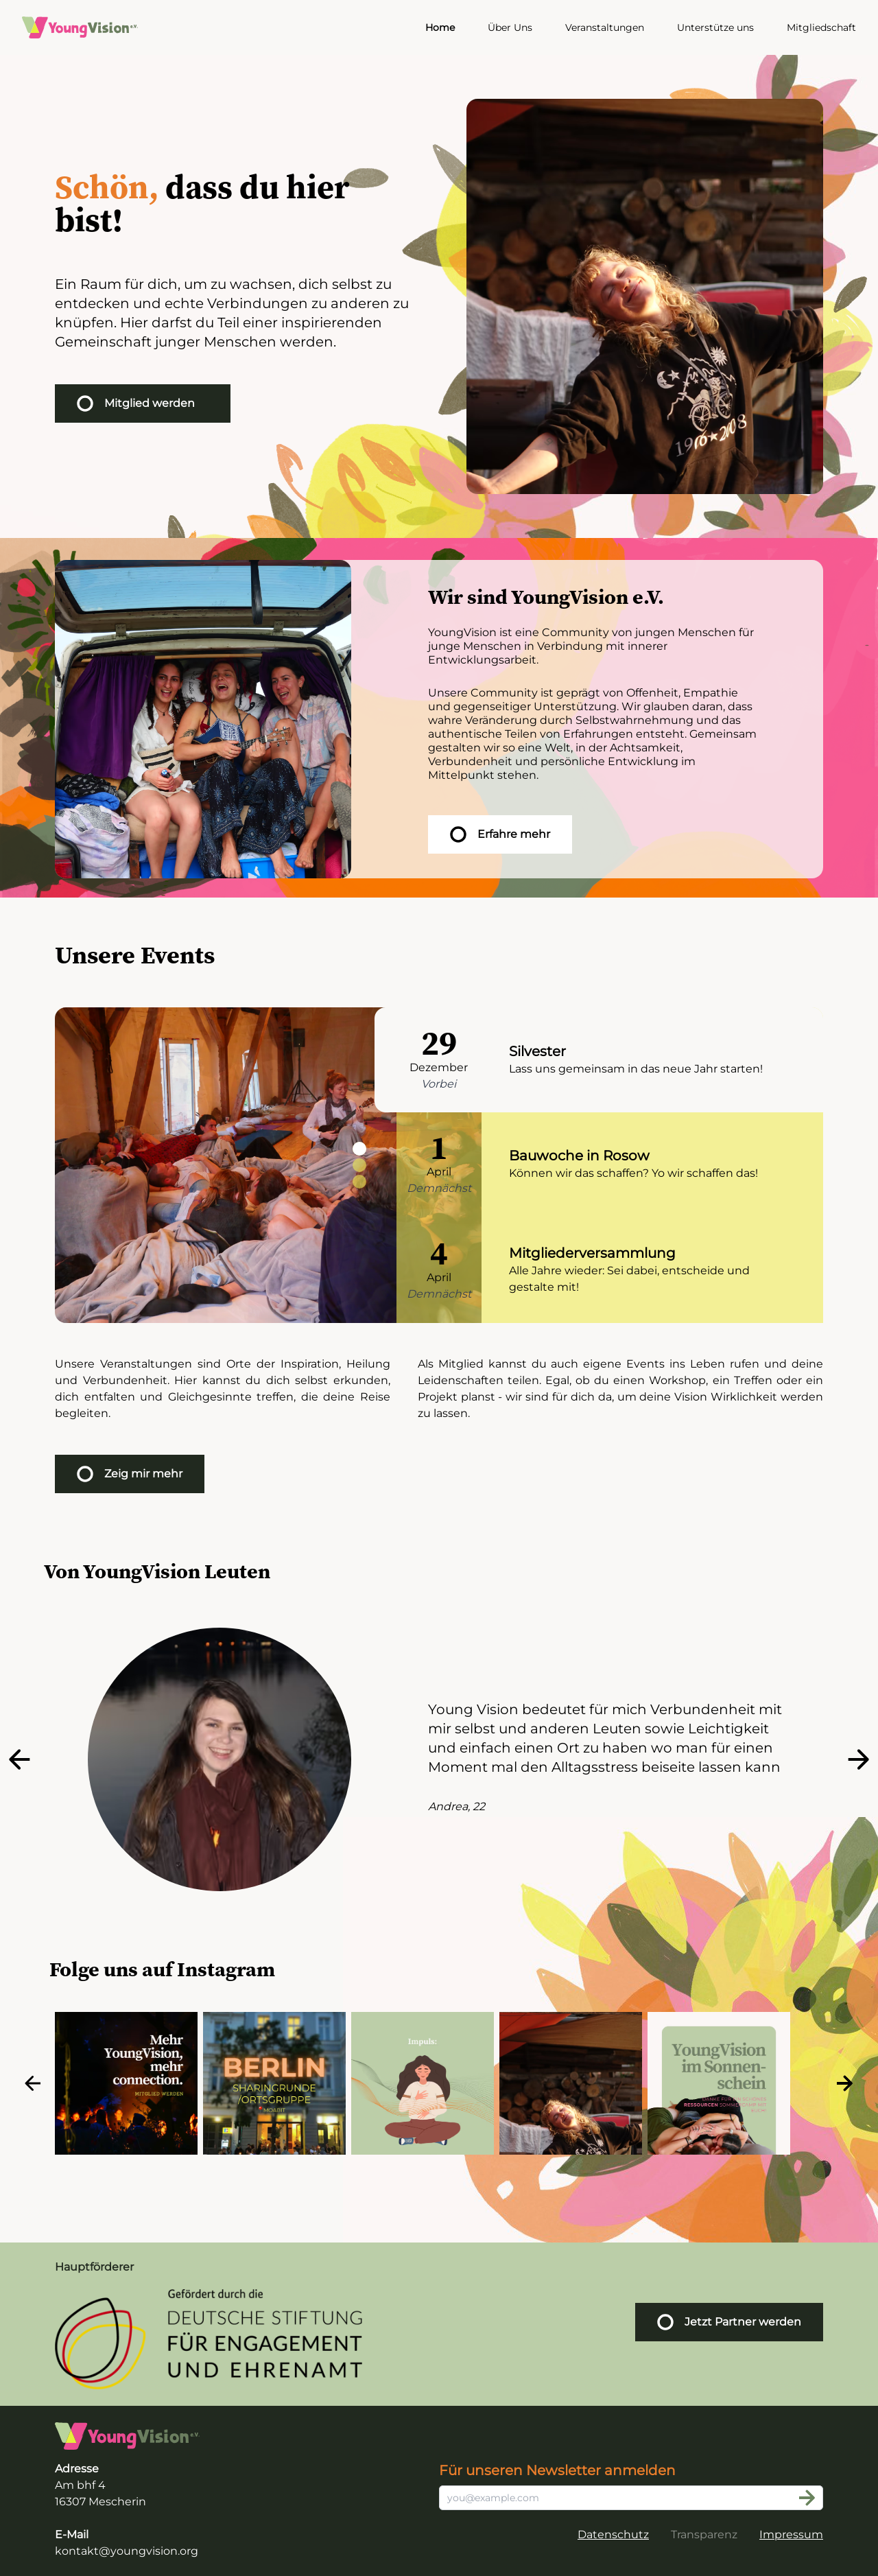 YoungVision e.V.
Home
Über Uns
Veranstaltungen
Unterstütze uns
Mitgliedschaft
Schön, dass du hier
bist!
Ein Raum für dich, um zu wachsen, dich selbst zu
entdecken und echte Verbindungen zu anderen zu
knüpfen. Hier darfst du Teil einer inspirierenden
Gemeinschaft junger Menschen werden.
Mitglied werden
Wir sind YoungVision e.V.
YoungVision ist eine Community von jungen Menschen für
junge Menschen in Verbindung mit innerer
Entwicklungsarbeit.
Unsere Community ist geprägt von Offenheit, Empathie
und gegenseitiger Unterstützung. Wir glauben daran, dass
wahre Veränderung durch Selbstwahrnehmung und das
authentische Teilen von Erfahrungen entsteht. Gemeinsam
gestalten wir so eine Welt, in der Achtsamkeit,
Verbundenheit und persönliche Entwicklung im
Mittelpunkt stehen.
Erfahre mehr
Unsere Events
29
Dezember
Vorbei
Silvester
Lass uns gemeinsam in das neue Jahr starten!
1
April
Demnächst
Bauwoche in Rosow
Können wir das schaffen? Yo wir schaffen das!
4
April
Demnächst
Mitgliederversammlung
Alle Jahre wieder: Sei dabei, entscheide und
gestalte mit!
Unsere Veranstaltungen sind Orte der Inspiration, Heilung
und Verbundenheit. Hier kannst du dich selbst erkunden,
dich entfalten und Gleichgesinnte treffen, die deine Reise
begleiten.
Als Mitglied kannst du auch eigene Events ins Leben rufen und deine
Leidenschaften teilen. Egal, ob du einen Workshop, ein Treffen oder ein
Projekt planst - wir sind für dich da, um deine Vision Wirklichkeit werden
zu lassen.
Zeig mir mehr
Von YoungVision Leuten
Young Vision bedeutet für mich Verbundenheit mit
mir selbst und anderen Leuten sowie Leichtigkeit
und einfach einen Ort zu haben wo man für einen
Moment mal den Alltagsstress beiseite lassen kann
Andrea, 22
Folge uns auf Instagram
Mehr
YoungVision,
mehr
connection.
MITGLIED WERDEN
BERLIN
SHARINGRUNDE
/ORTSGRUPPE
MOABIT
Impuls:
YoungVision
im Sonnen-
schein
RESSOURCEN
Hauptförderer
Gefördert durch die
DEUTSCHE STIFTUNG
FÜR ENGAGEMENT
UND EHRENAMT
Jetzt Partner werden
YoungVision e.V.
Adresse
Am bhf 4
16307 Mescherin
E-Mail
kontakt@youngvision.org
Für unseren Newsletter anmelden
you@example.com
Datenschutz
Transparenz
Impressum